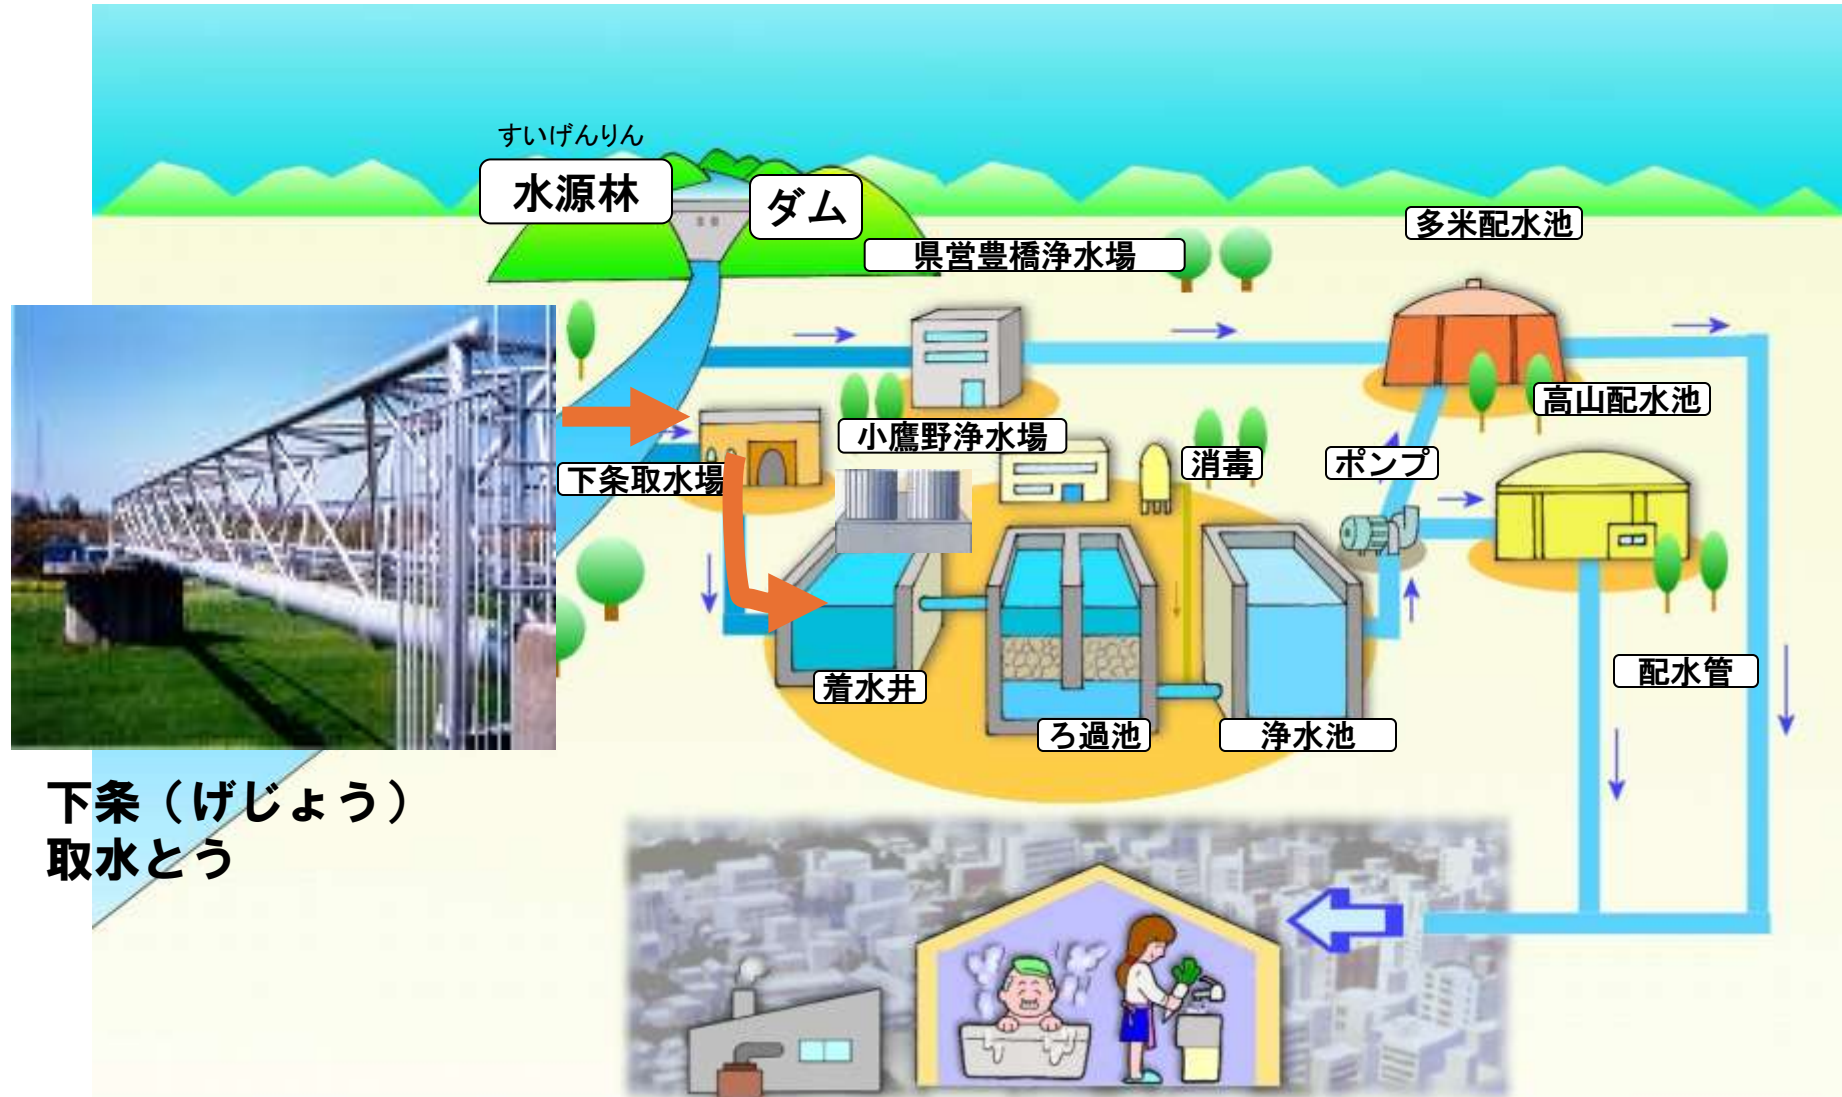 すいげんりん
水源林
ダム
多米配水池
県営豊橋浄水場
高山配水池
小鷹野浄水場
消毒
ポンプ
下条取水場
着水井
ろ過池
浄水池
配水管
下条（げじょう）
取水とう